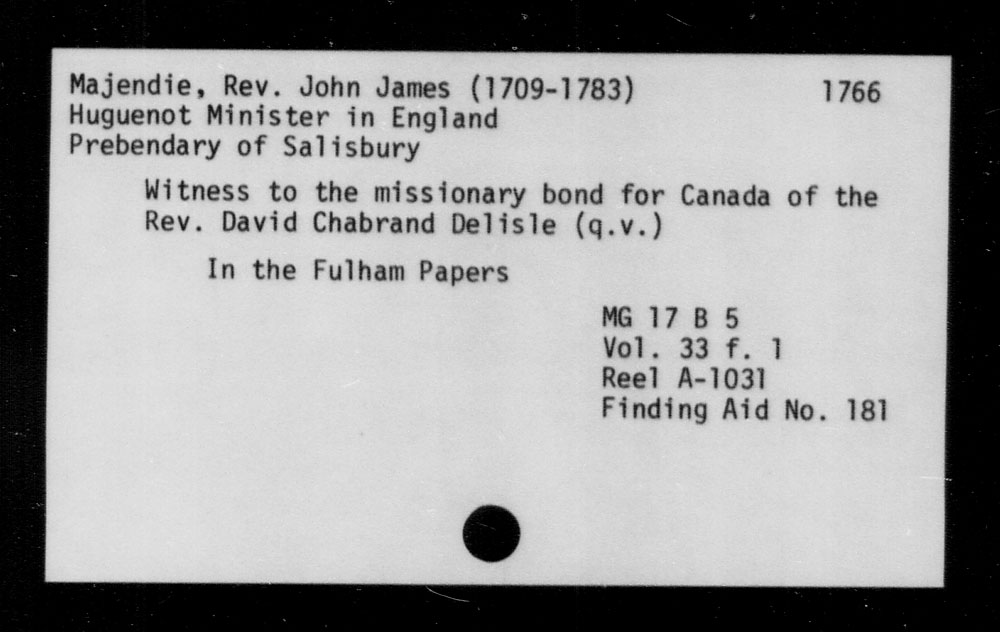 Majendie, Rev. John James (1709-1783) 1766
Huguenot Minister in England
Prebendary of Salisbury
Witness to the missionary bond for Canada of the
Rev. David Chabrand Delisle (q.v.)
In the Fulham Papers
MG 17 B 5
Vol. 33 f. 1
Reel A-1031
Finding Aid No. 181